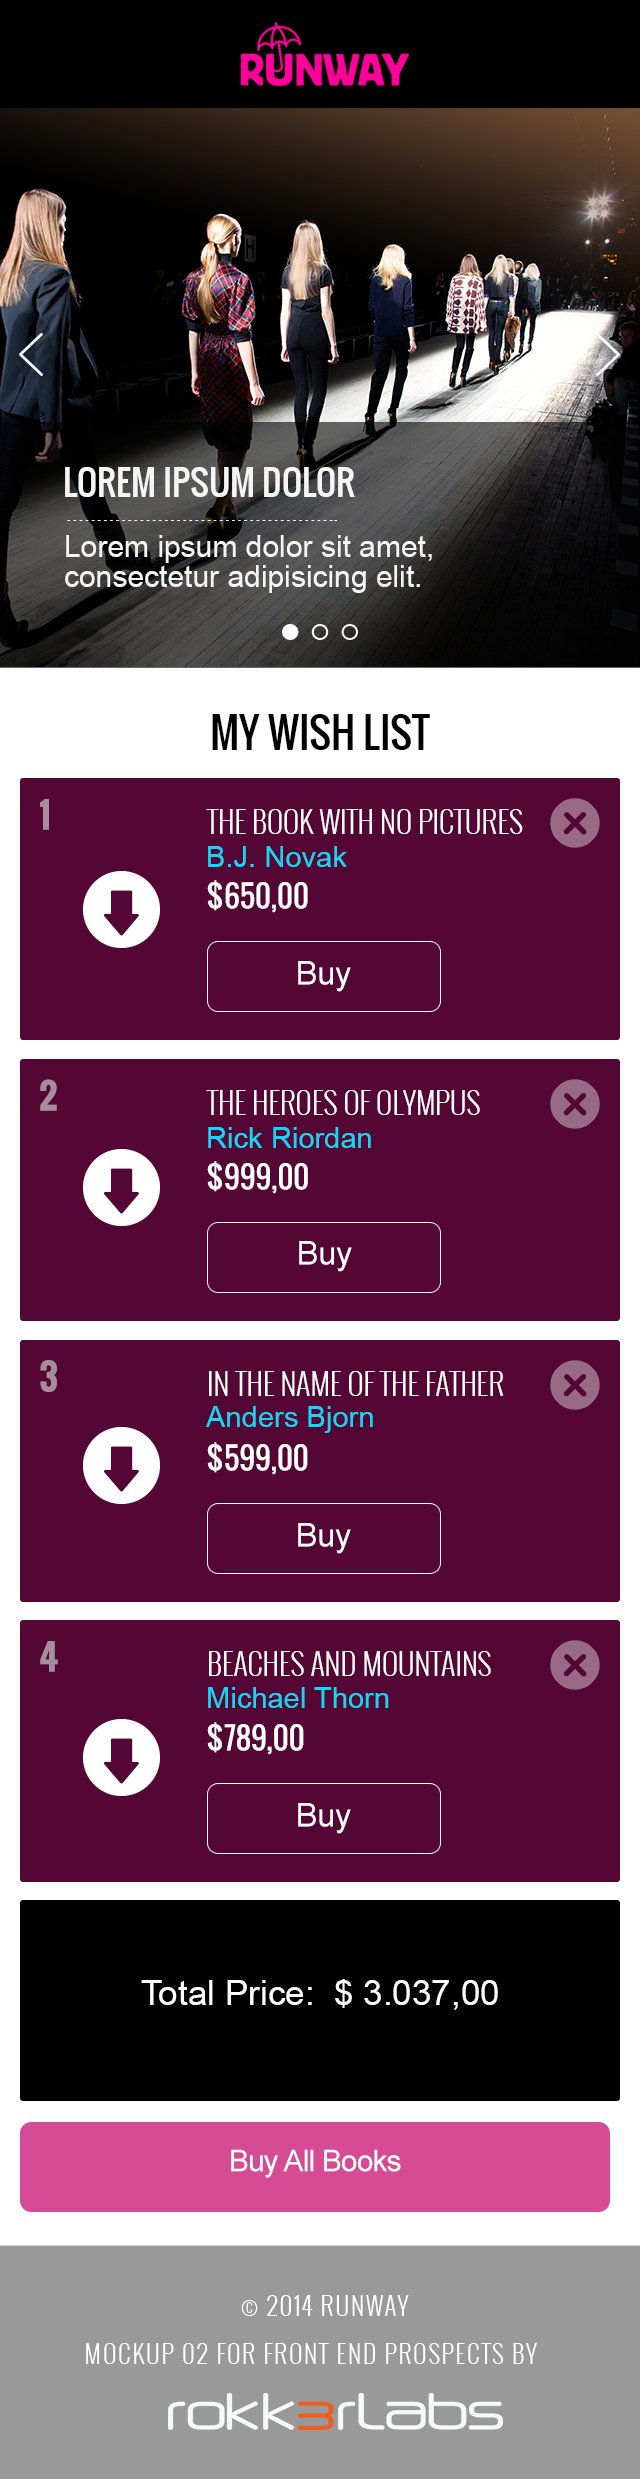 RUNWAY
LOREM IPSUM DOLOR
Lorem ipsum dolor sit amet,
consectetur adipisicing elit.
MY WISH LIST
1
THE BOOK WITH NO PICTURES
B.J. Novak
$650,00
Buy
2
THE HEROES OF OLYMPUS
Rick Riordan
$999,00
Buy
3
IN THE NAME OF THE FATHER
Anders Bjorn
$599,00
Buy
4
BEACHES AND MOUNTAINS
Michael Thorn
$789,00
Buy
Total Price: $ 3.037,00
Buy All Books
© 2014 RUNWAY
MOCKUP 02 FOR FRONT END PROSPECTS BY
rokk3rLabs